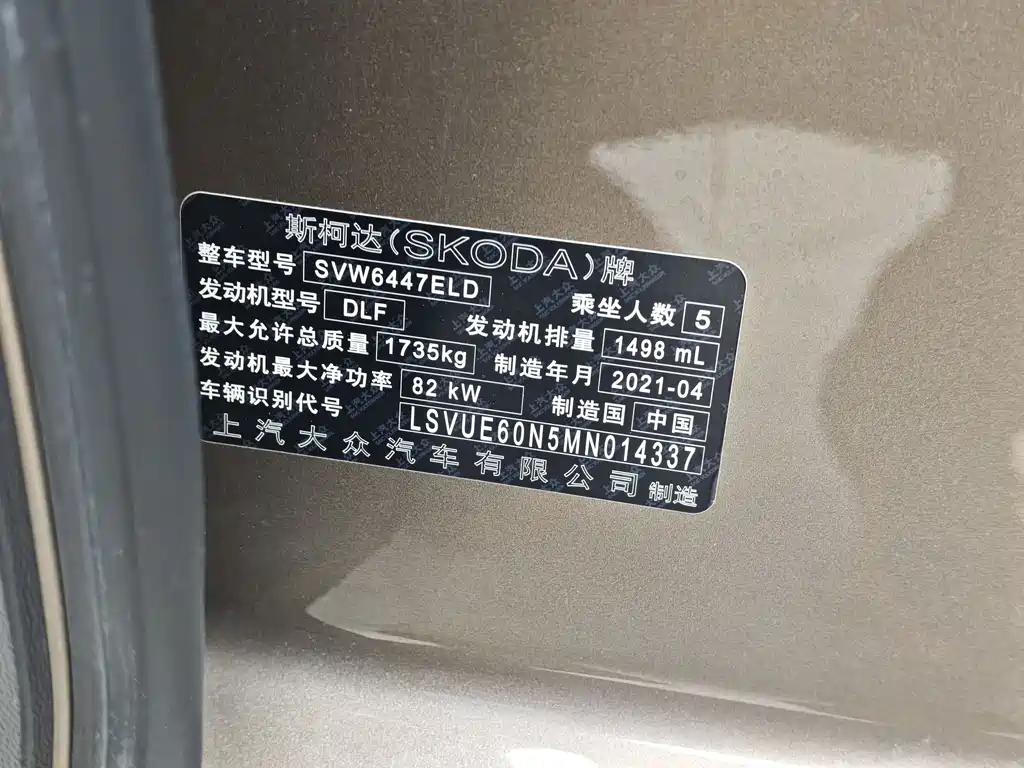 斯柯达(SKODA)牌
整车型号 SVW6447ELD 乘坐人数 5
发动机型号 DLF 发动机排量 1498 mL
最大允许总质量 1735kg 制造年月 2021-04
发动机最大净功率 82 kW 制造国 中国
车辆识别代号 LSVUE60N5MN014337
上汽大众汽车有限公司 制造